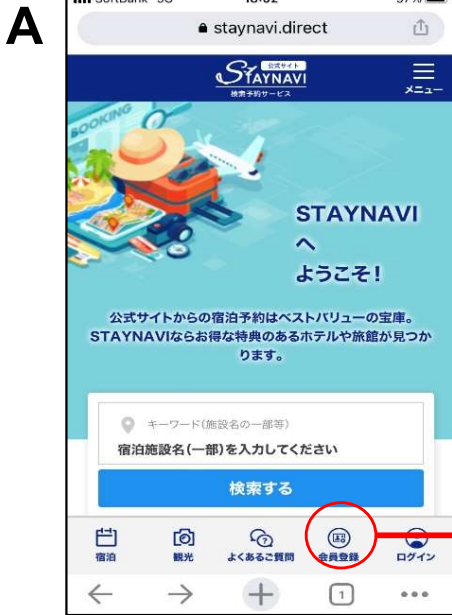 A
SoftBank 5G 18:02 97%
staynavi.direct
公式サイト
STAYNAVI
検索予約サービス
メニュー
BOOKING
STAYNAVI
へ
ようこそ!
公式サイトからの宿泊予約はベストバリューの宝庫。
STAYNAVIならお得な特典のあるホテルや旅館が見つか
ります。
キーワード(施設名の一部等)
宿泊施設名(一部)を入力してください
検索する
宿泊 観光 よくあるご質問 会員登録 ログイン
1